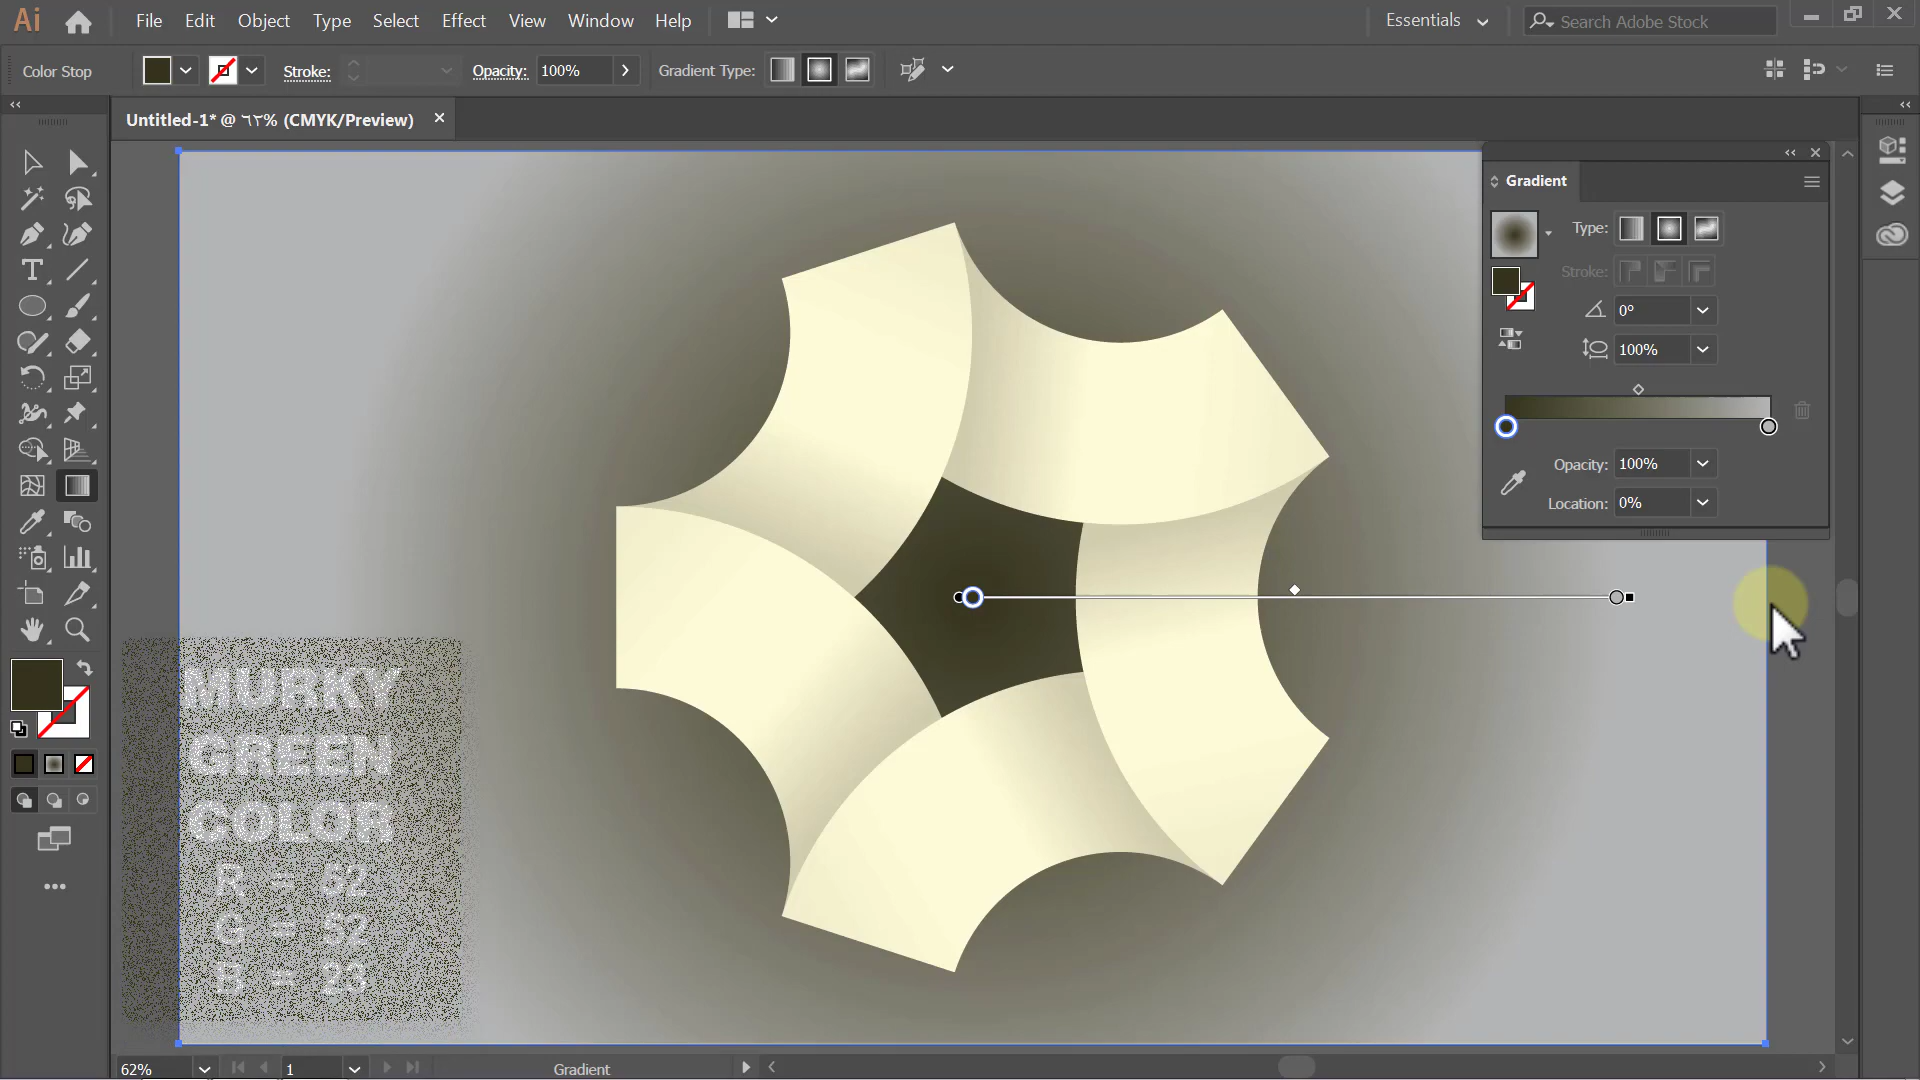 Ai File Edit Object Type Select Effect View Window Help Essentials Search Adobe Stock
Color Stop Stroke: Opacity: 100% Gradient Type:
Untitled-1* @ ٦٢% (CMYK/Preview)
Gradient
Type:
Stroke:
0°
100%
Opacity: 100%
Location: 0%
MURKY
GREEN
COLOR
R = 52
G = 52
B = 23
62% 1 Gradient